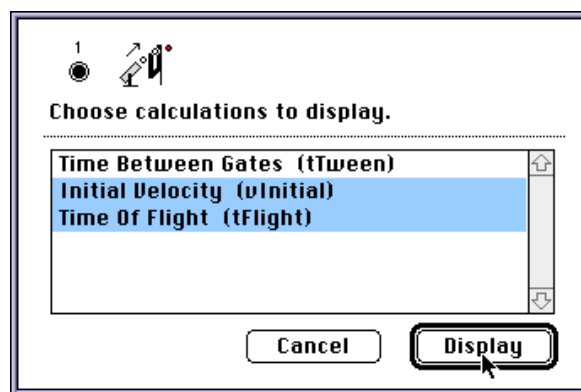 1
Choose calculations to display.
Time Between Gates (tTween)
Initial Velocity (vInitial)
Time Of Flight (tFlight)
Cancel
Display